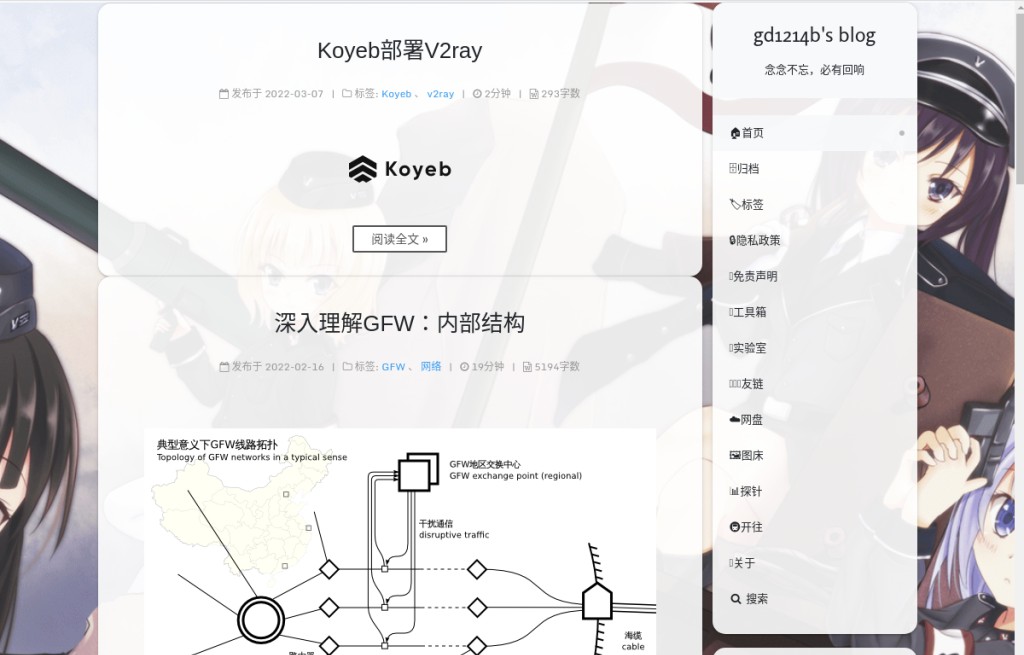 Koyeb部署V2ray
发布于 2022-03-07 | 标签: Koyeb 、 v2ray | 2分钟 | 293字数
Koyeb
阅读全文 »
深入理解GFW：内部结构
发布于 2022-02-16 | 标签: GFW 、 网络 | 19分钟 | 5194字数
典型意义下GFW线路拓扑
Topology of GFW networks in a typical sense
GFW地区交换中心
GFW exchange point (regional)
干扰通信
disruptive traffic
海缆
cable
gd1214b's blog
念念不忘，必有回响
首页
归档
标签
隐私政策
免责声明
工具箱
实验室
友链
网盘
图床
探针
开往
关于
搜索